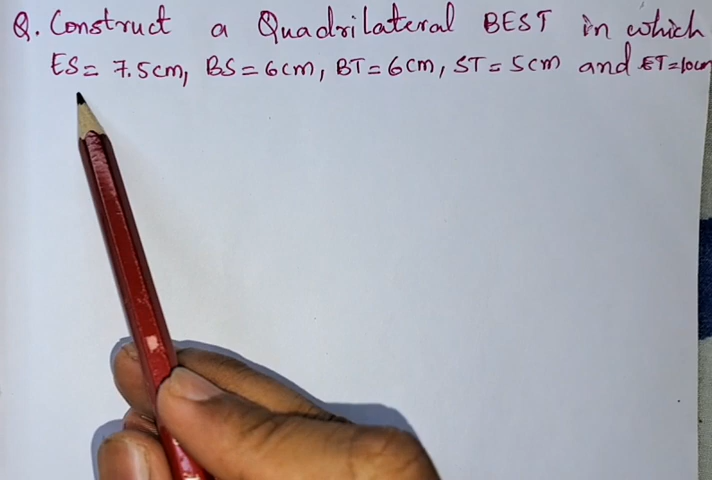 Q. Construct a Quadrilateral BEST in which
ES = 7.5cm, BS = 6cm, BT = 6cm, ST = 5cm and ET = 10cm